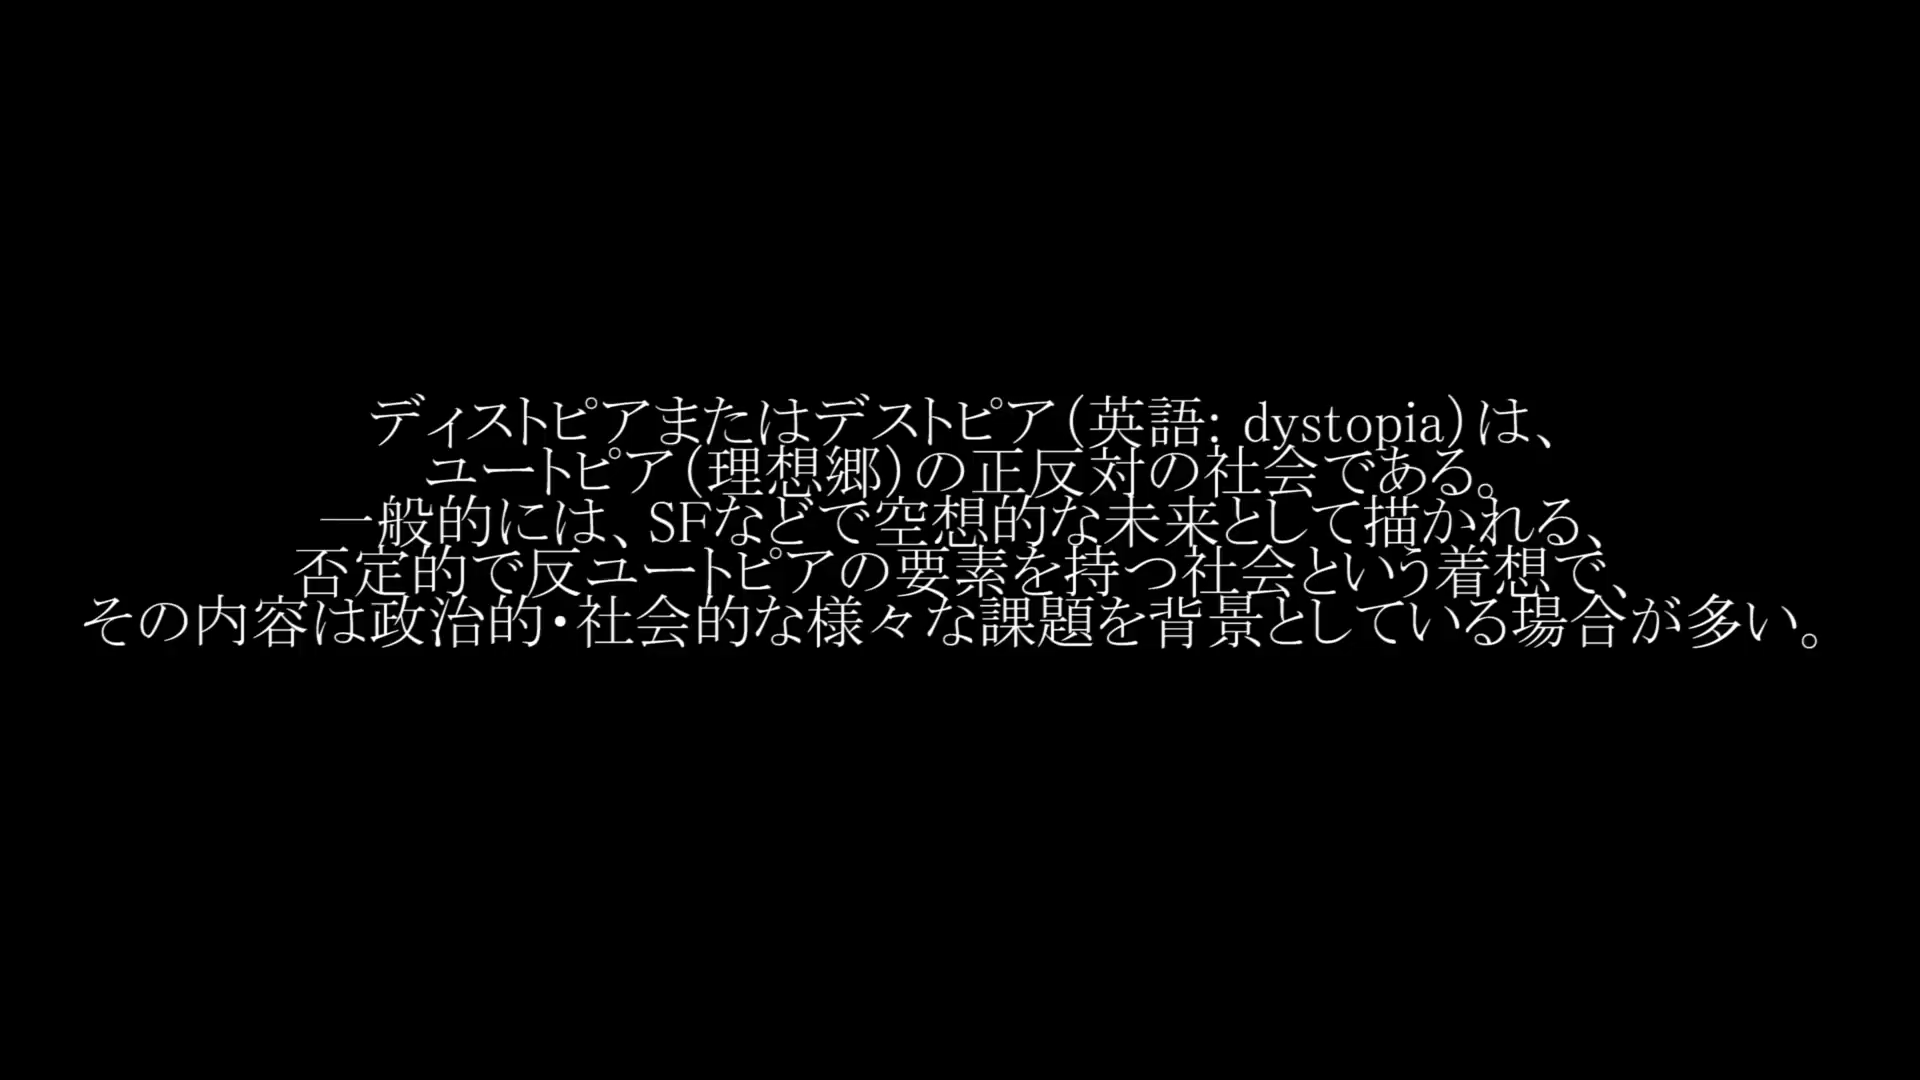 ディストピアまたはデストピア（英語: dystopia）は、
ユートピア（理想郷）の正反対の社会である。
一般的には、SFなどで空想的な未来として描かれる、
否定的で反ユートピアの要素を持つ社会という着想で、
その内容は政治的・社会的な様々な課題を背景としている場合が多い。